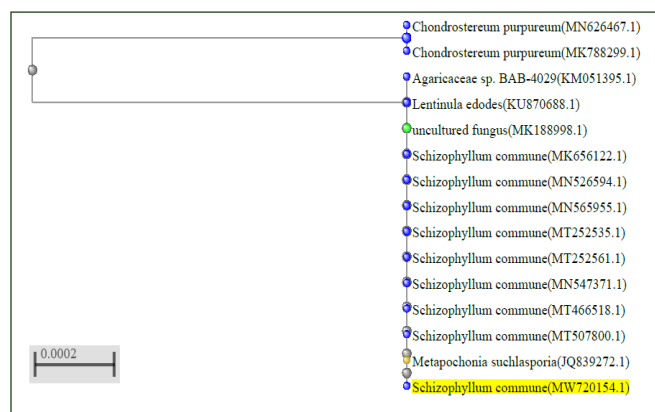 Chondrostereum purpureum(MN626467.1)
Chondrostereum purpureum(MK788299.1)
Agaricaceae sp. BAB-4029(KM051395.1)
Lentinula edodes(KU870688.1)
uncultured fungus(MK188998.1)
Schizophyllum commune(MK656122.1)
Schizophyllum commune(MN526594.1)
Schizophyllum commune(MN565955.1)
Schizophyllum commune(MT252535.1)
Schizophyllum commune(MT252561.1)
Schizophyllum commune(MN547371.1)
Schizophyllum commune(MT466518.1)
Schizophyllum commune(MT507800.1)
Metapochonia suchlasporia(JQ839272.1)
Schizophyllum commune(MW720154.1)
0.0002